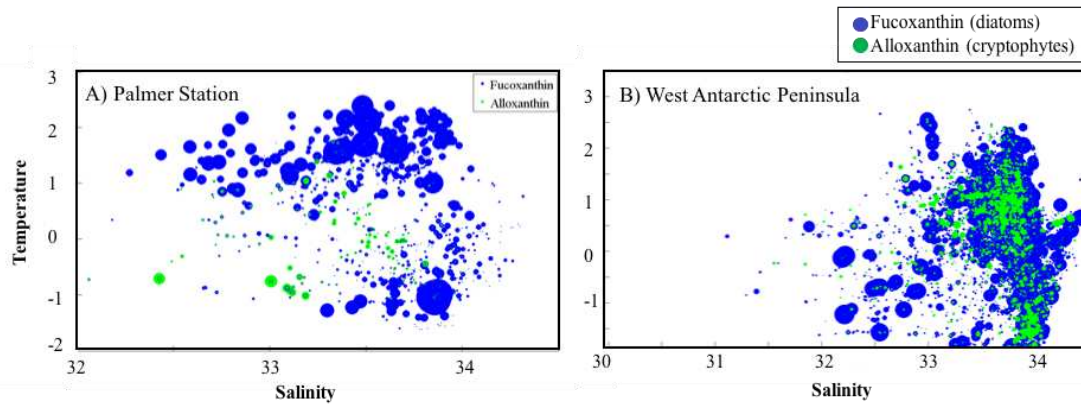 Fucoxanthin (diatoms)
Alloxanthin (cryptophytes)
A) Palmer Station
Fucoxanthin
Alloxanthin
3
2
1
0
-1
-2
Temperature
32
33
34
Salinity
B) West Antarctic Peninsula
3
2
1
0
-1
30
31
32
33
34
Salinity